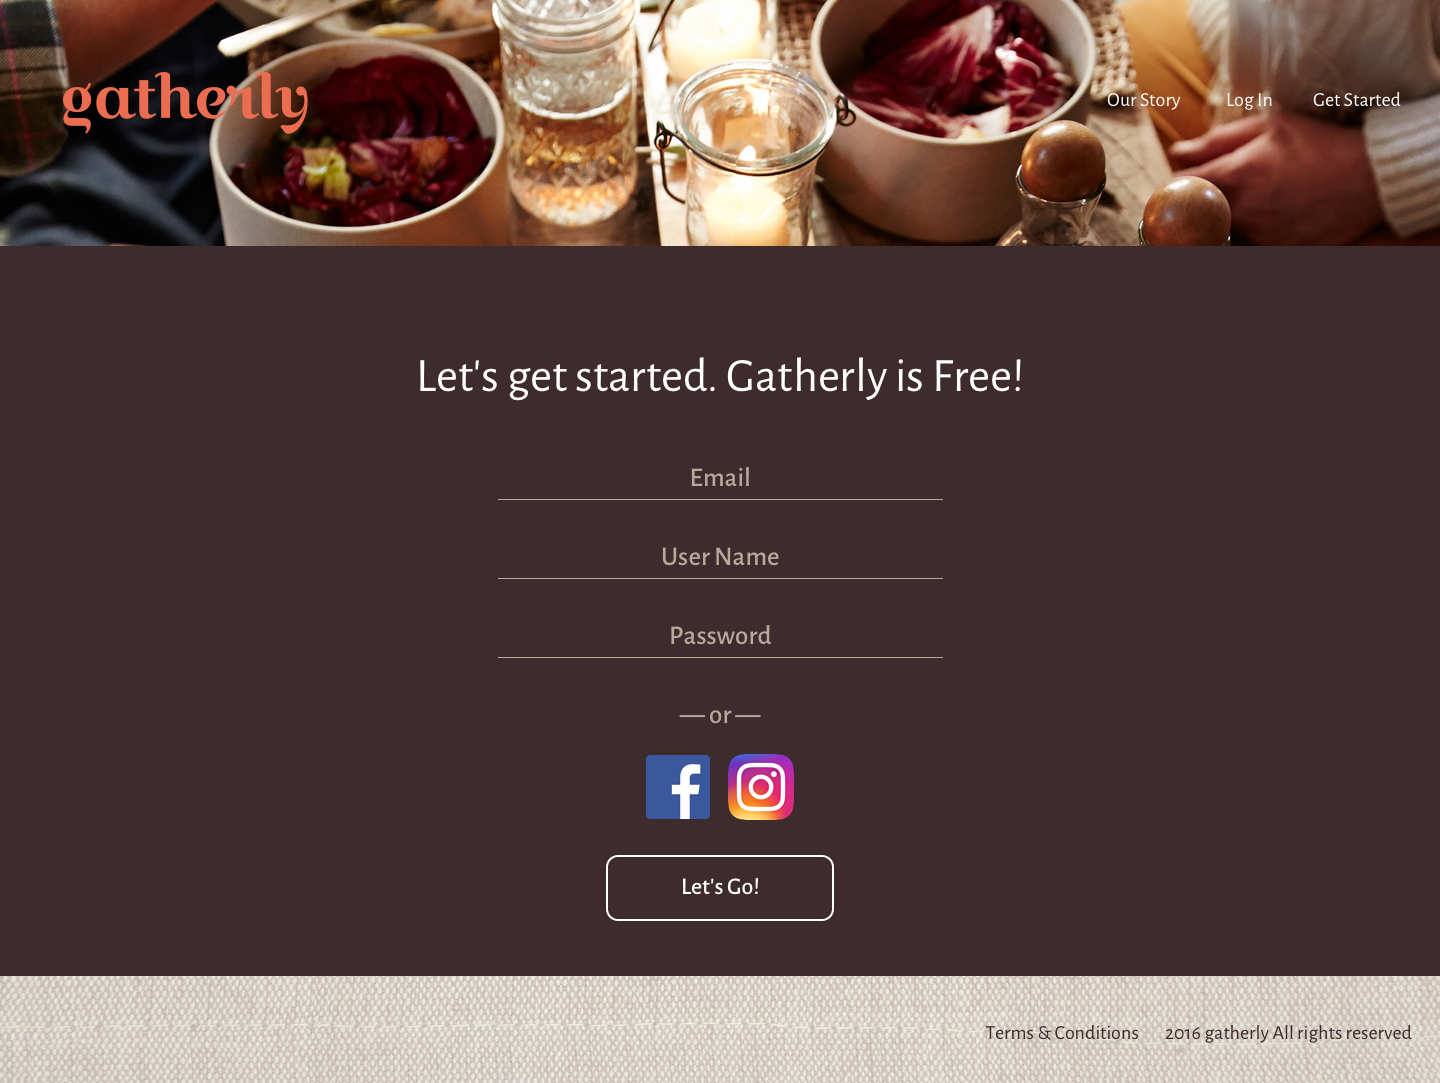 gatherly
Our Story
Log In
Get Started
Let's get started. Gatherly is Free!
Email
User Name
Password
— or —
Let's Go!
Terms & Conditions
2016 gatherly All rights reserved